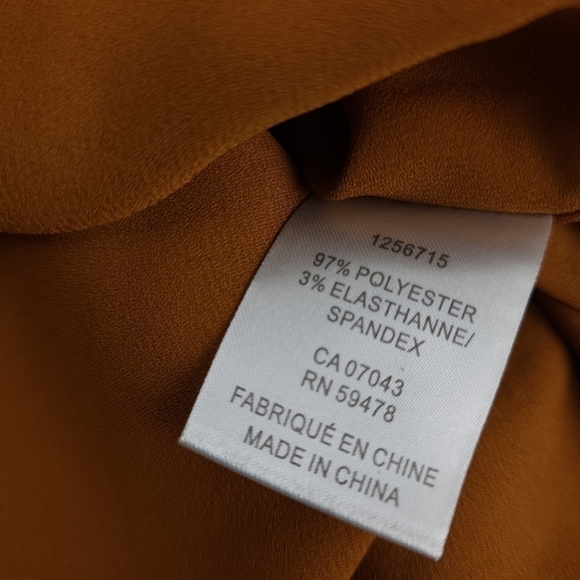 1256715
97% POLYESTER
3% ELASTHANNE/
SPANDEX
CA 07043
RN 59478
FABRIQUÉ EN CHINE
MADE IN CHINA